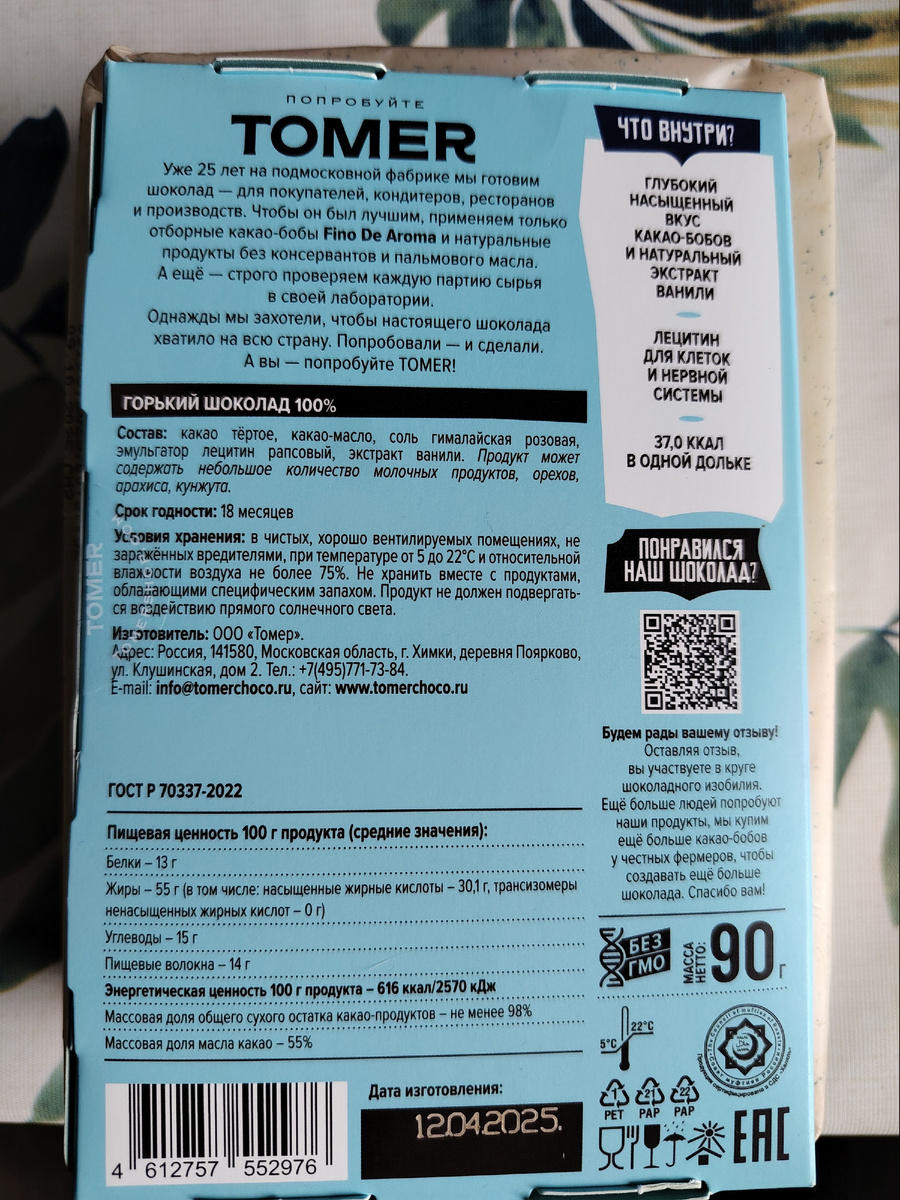 ПОПРОБУЙТЕ
TOMER
Уже 25 лет на подмосковной фабрике мы готовим
шоколад — для покупателей, кондитеров, ресторанов
и производств. Чтобы он был лучшим, применяем только
отборные какао-бобы Fino De Aroma и натуральные
продукты без консервантов и пальмового масла.
А ещё — строго проверяем каждую партию сырья
в своей лаборатории.
Однажды мы захотели, чтобы настоящего шоколада
хватило на всю страну. Попробовали — и сделали.
А вы — попробуйте TOMER!
ГОРЬКИЙ ШОКОЛАД 100%
Состав: какао тёртое, какао-масло, соль гималайская розовая,
эмульгатор лецитин рапсовый, экстракт ванили. Продукт может
содержать небольшое количество молочных продуктов, орехов,
арахиса, кунжута.
Срок годности: 18 месяцев
Условия хранения: в чистых, хорошо вентилируемых помещениях, не
заражённых вредителями, при температуре от 5 до 22°С и относительной
влажности воздуха не более 75%. Не хранить вместе с продуктами,
обладающими специфическим запахом. Продукт не должен подвергать-
ся воздействию прямого солнечного света.
Изготовитель: ООО «Томер».
Адрес: Россия, 141580, Московская область, г. Химки, деревня Поярково,
ул. Клушинская, дом 2. Тел.: +7(495)771-73-84.
E-mail: info@tomerchoco.ru, сайт: www.tomerchoco.ru
TOMER
ГОСТ Р 70337-2022
Пищевая ценность 100 г продукта (средние значения):
Белки – 13 г
Жиры – 55 г (в том числе: насыщенные жирные кислоты – 30,1 г, трансизомеры
ненасыщенных жирных кислот – 0 г)
Углеводы – 15 г
Пищевые волокна – 14 г
Энергетическая ценность 100 г продукта – 616 ккал/2570 кДж
Массовая доля общего сухого остатка какао-продуктов – не менее 98%
Массовая доля масла какао – 55%
4 612757 552976
Дата изготовления:
12.04.2025.
ЧТО ВНУТРИ?
ГЛУБОКИЙ
НАСЫЩЕННЫЙ
ВКУС
КАКАО-БОБОВ
И НАТУРАЛЬНЫЙ
ЭКСТРАКТ
ВАНИЛИ
ЛЕЦИТИН
ДЛЯ КЛЕТОК
И НЕРВНОЙ
СИСТЕМЫ
37,0 ККАЛ
В ОДНОЙ ДОЛЬКЕ
ПОНРАВИЛСЯ
НАШ ШОКОЛАД?
Будем рады вашему отзыву!
Оставляя отзыв,
вы участвуете в круге
шоколадного изобилия.
Ещё больше людей попробуют
наши продукты, мы купим
ещё больше какао-бобов
у честных фермеров, чтобы
создавать ещё больше
шоколада. Спасибо вам!
БЕЗ
ГМО
МАССА
НЕТТО:
90 г
22°C
5°C
1 21 22
PET PAP PAP
EAC